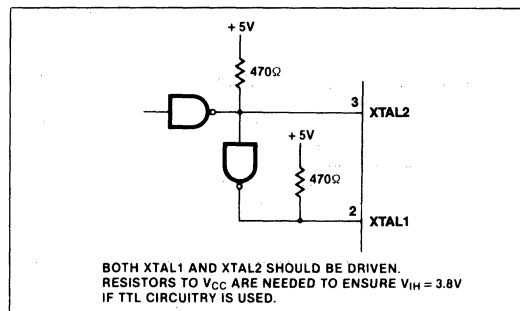 + 5V
470Ω
3
XTAL2
+ 5V
470Ω
2
XTAL1
BOTH XTAL1 AND XTAL2 SHOULD BE DRIVEN.
RESISTORS TO VCC ARE NEEDED TO ENSURE VIH = 3.8V
IF TTL CIRCUITRY IS USED.